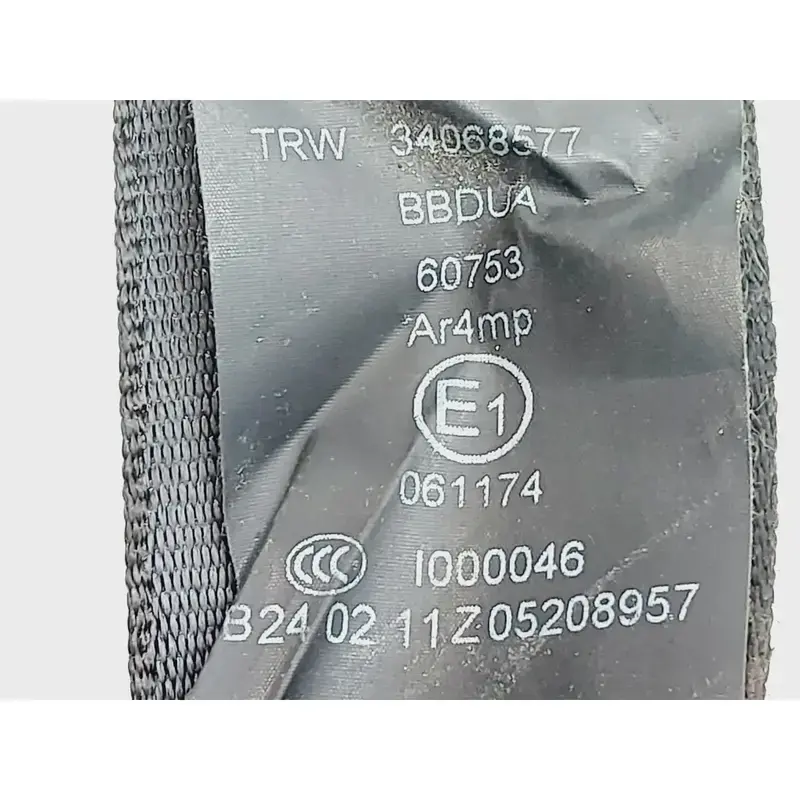 TRW 34068577
BBDUA
60753
Ar4mp
E1
061174
CCC I000046
B24 02 11Z05208957